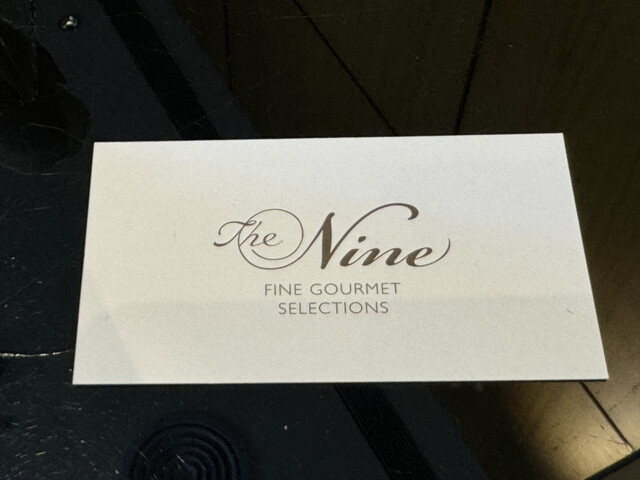 The Nine
FINE GOURMET
SELECTIONS